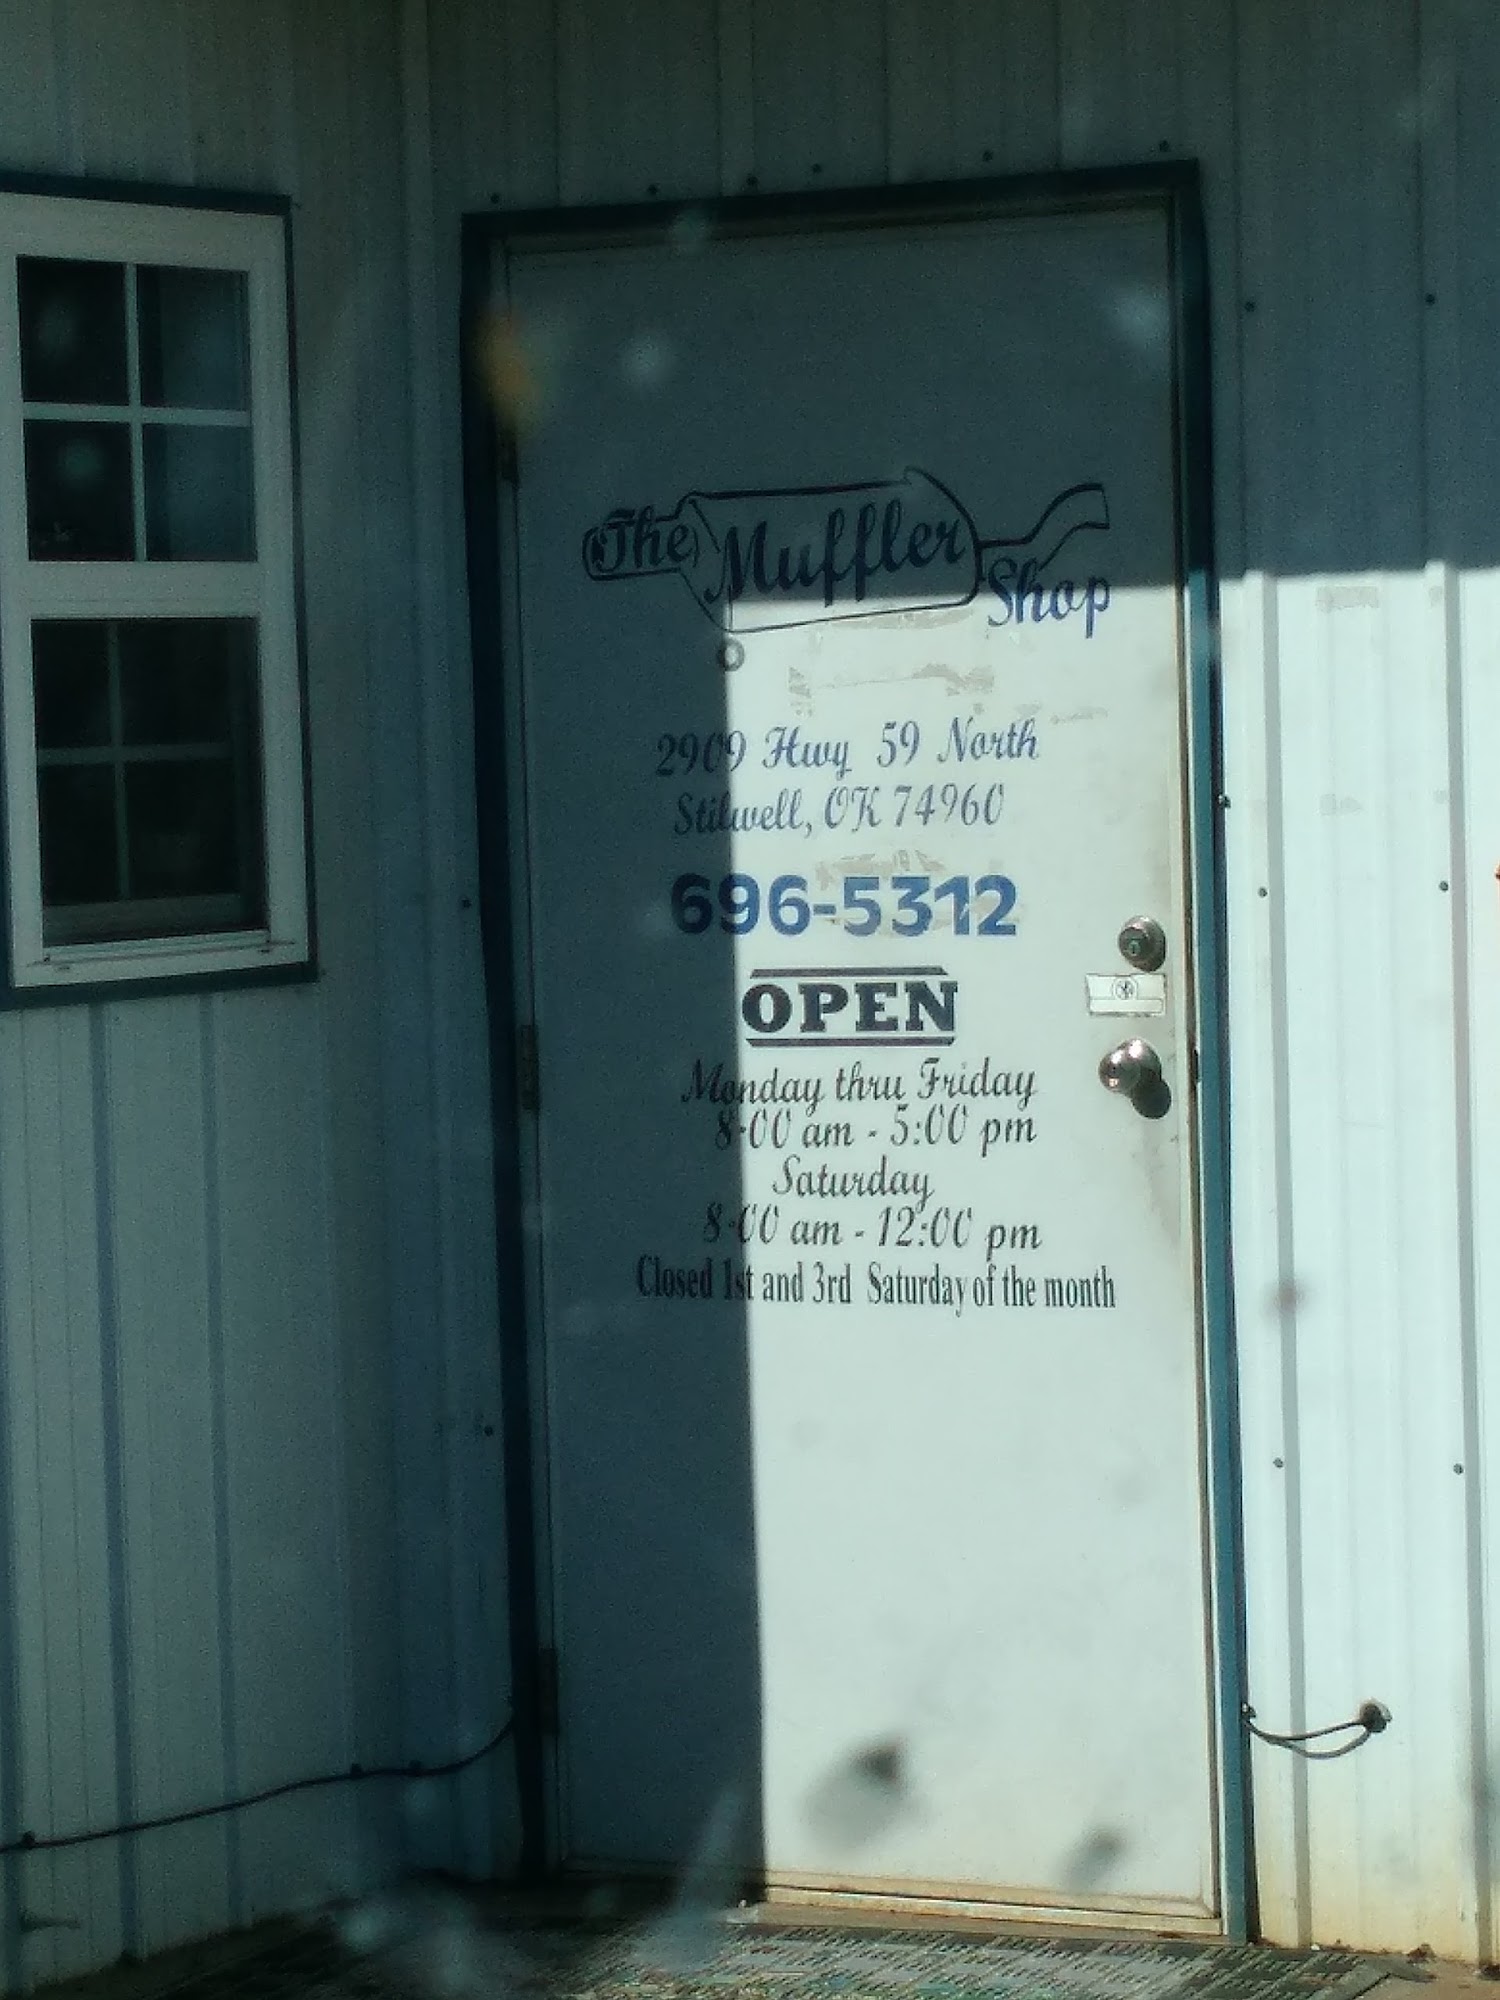 The Muffler Shop
2909 Hwy 59 North
Stilwell, OK 74960
696-5312
OPEN
Monday thru Friday
8:00 am - 5:00 pm
Saturday
8:00 am - 12:00 pm
Closed 1st and 3rd Saturday of the month